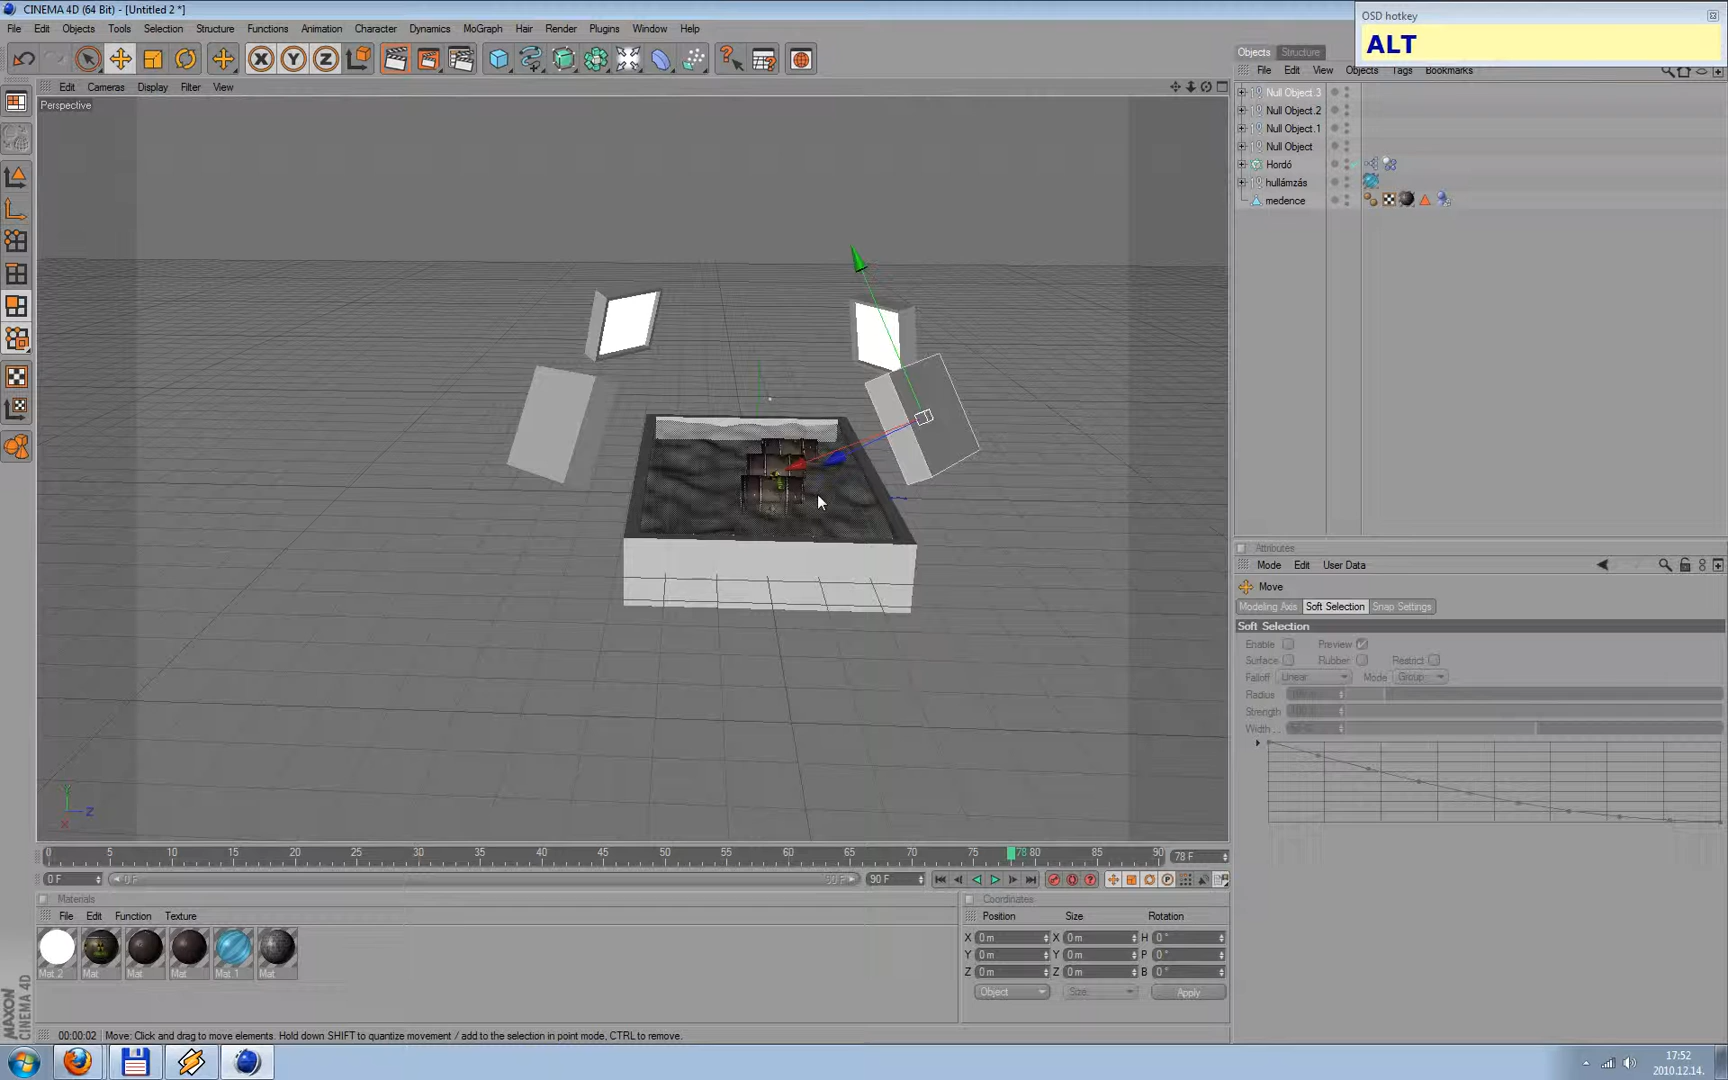 CINEMA 4D (64 Bit) - [Untitled 2 *]
OSD hotkey
ALT
File Edit Objects Tools Selection Structure Functions Animation Character Dynamics MoGraph Hair Render Plugins Window Help
Objects Structure
File Edit View Objects Tags Bookmarks
Edit Cameras Display Filter View
Perspective
Null Object.3
Null Object.2
Null Object.1
Null Object
Hordó
hullámzás
medence
Attributes
Mode Edit User Data
Move
Modeling Axis Soft Selection Snap Settings
Soft Selection
Enable Preview
Surface Rubber Restrict
Falloff Linear Mode Group
Radius
Strength
Width
Y
Z
X
0 5 10 15 20 25 30 35 40 45 50 55 60 65 70 75 78 80 85 90 78 F
0 F 0 F 90 F 90 F
Materials
File Edit Function Texture
Mat.2 Mat Mat Mat Mat.1 Mat
Coordinates
Position Size Rotation
X 0 m X 0 m H 0 °
Y 0 m Y 0 m P 0 °
Z 0 m Z 0 m B 0 °
Object Size Apply
MAXON
CINEMA 4D
00:00:02 Move: Click and drag to move elements. Hold down SHIFT to quantize movement / add to the selection in point mode, CTRL to remove.
17:52
2010.12.14.